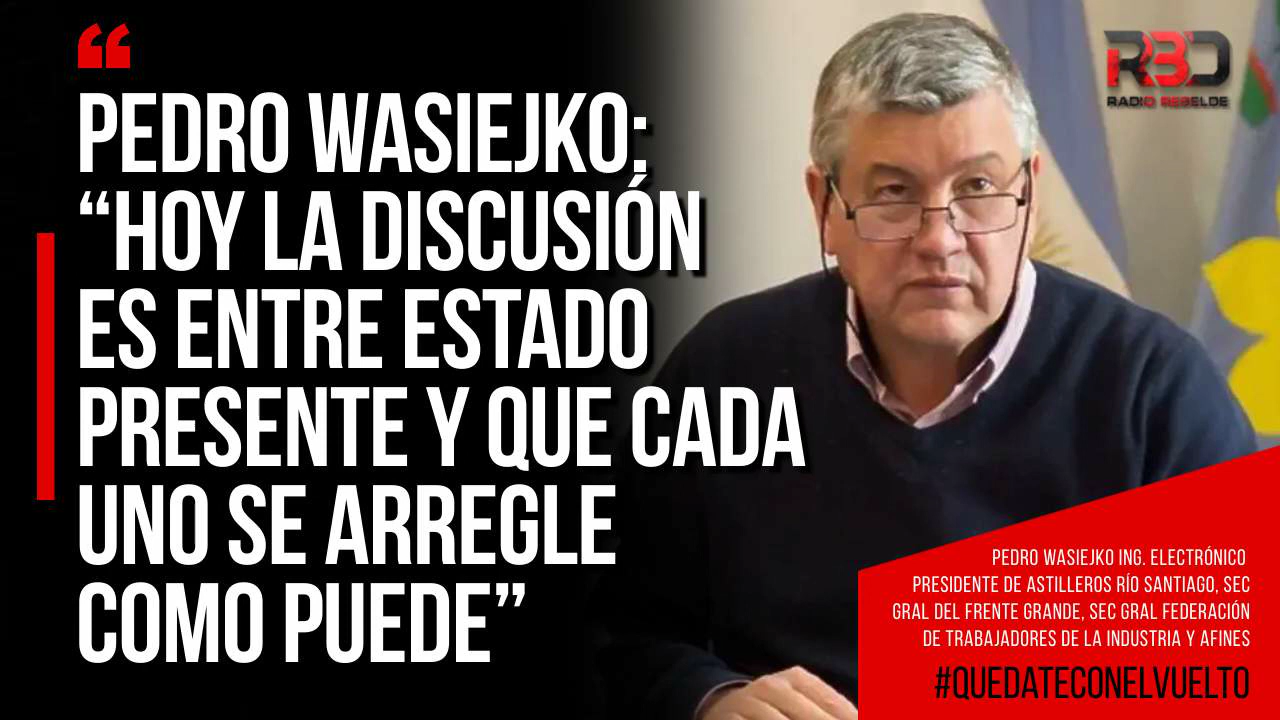 “
PEDRO WASIEJKO:
“HOY LA DISCUSIÓN
ES ENTRE ESTADO
PRESENTE Y QUE CADA
UNO SE ARREGLE
COMO PUEDE”
RBD
RADIO REBELDE
PEDRO WASIEJKO ING. ELECTRÓNICO
PRESIDENTE DE ASTILLEROS RÍO SANTIAGO, SEC
GRAL DEL FRENTE GRANDE, SEC GRAL FEDERACIÓN
DE TRABAJADORES DE LA INDUSTRIA Y AFINES
#QUEDATECONELVUELTO